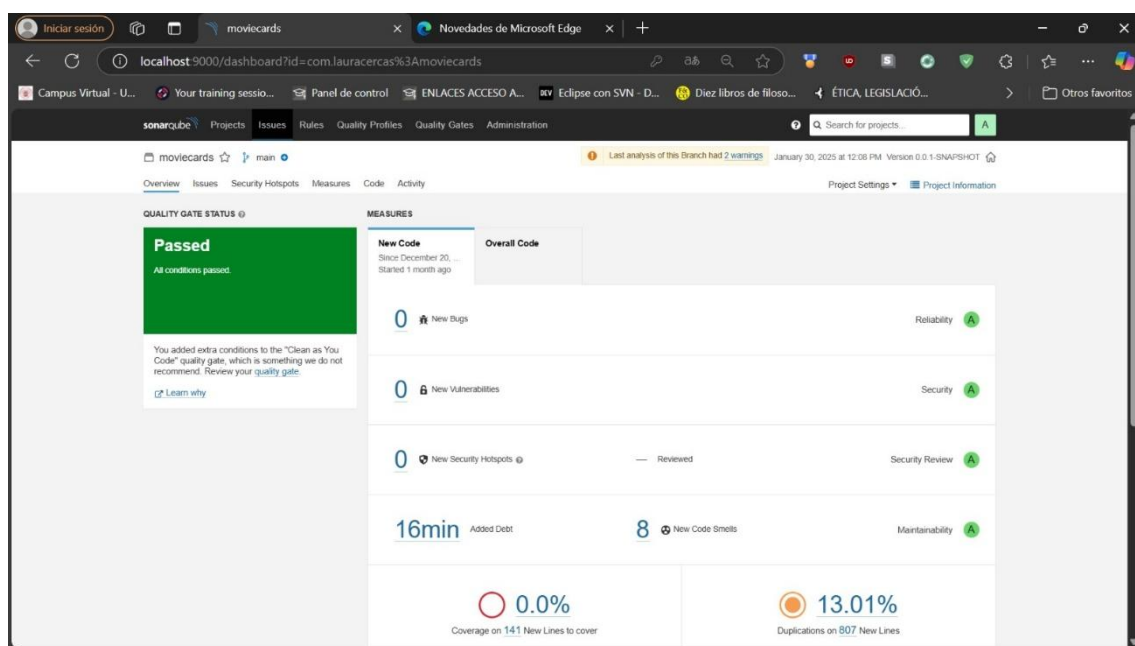 Iniciar sesión
moviecards
Novedades de Microsoft Edge
localhost:9000/dashboard?id=com.lauracercas%3Amoviecards
Campus Virtual - U...
Your training sessio...
Panel de control
ENLACES ACCESO A...
DEV Eclipse con SVN - D...
Diez libros de filoso...
ÉTICA, LEGISLACIÓ...
Otros favoritos
sonarqube Projects Issues Rules Quality Profiles Quality Gates Administration
Search for projects...
A
moviecards main
Last analysis of this Branch had 2 warnings
January 30, 2025 at 12:08 PM Version 0.0.1-SNAPSHOT
Overview Issues Security Hotspots Measures Code Activity
Project Settings Project Information
QUALITY GATE STATUS
MEASURES
Passed
All conditions passed.
You added extra conditions to the "Clean as You
Code" quality gate, which is something we do not
recommend. Review your quality gate.
Learn why
New Code
Since December 20, ...
Started 1 month ago
Overall Code
0 New Bugs
Reliability A
0 New Vulnerabilities
Security A
0 New Security Hotspots
— Reviewed
Security Review A
16min Added Debt
8 New Code Smells
Maintainability A
0.0%
Coverage on 141 New Lines to cover
13.01%
Duplications on 807 New Lines